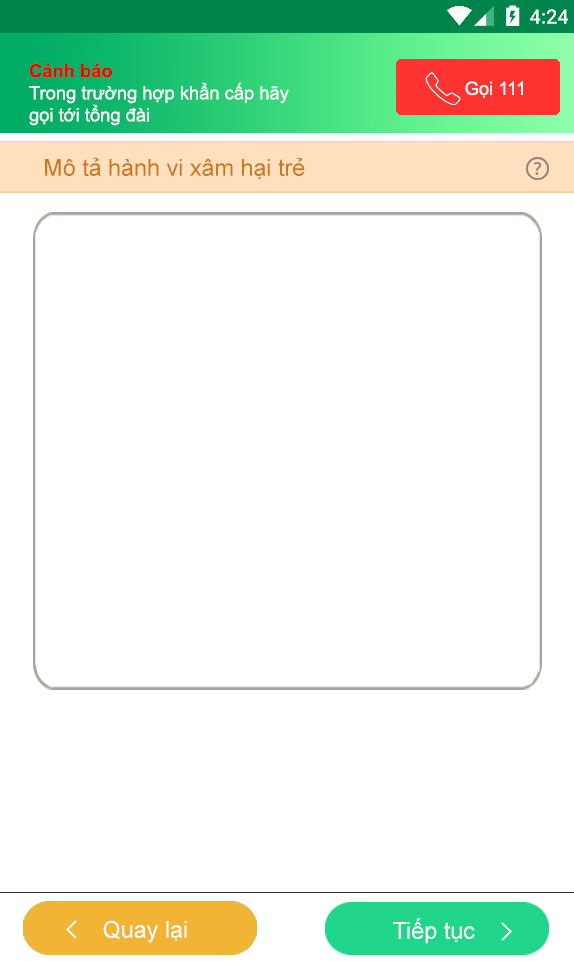 4:24
Cảnh báo
Trong trường hợp khẩn cấp hãy
gọi tới tổng đài
Gọi 111
Mô tả hành vi xâm hại trẻ
?
Quay lại
Tiếp tục